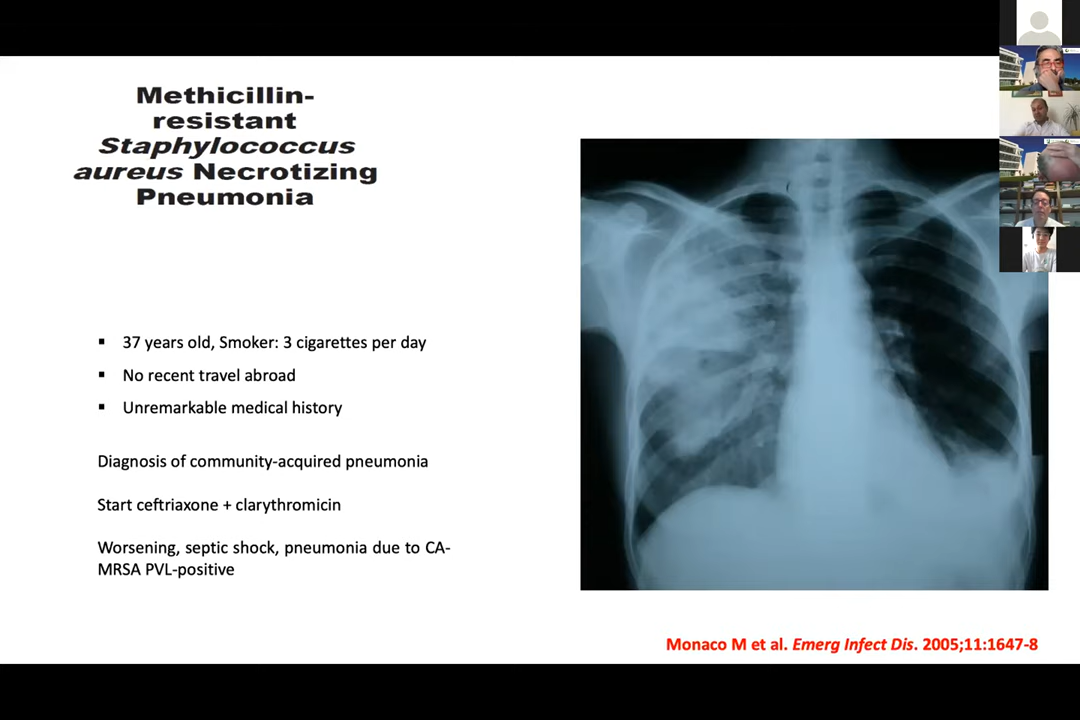 Methicillin-
resistant
Staphylococcus
aureus Necrotizing
Pneumonia
▪ 37 years old, Smoker: 3 cigarettes per day
▪ No recent travel abroad
▪ Unremarkable medical history
Diagnosis of community-acquired pneumonia
Start ceftriaxone + clarythromicin
Worsening, septic shock, pneumonia due to CA-
MRSA PVL-positive
Monaco M et al. Emerg Infect Dis. 2005;11:1647-8